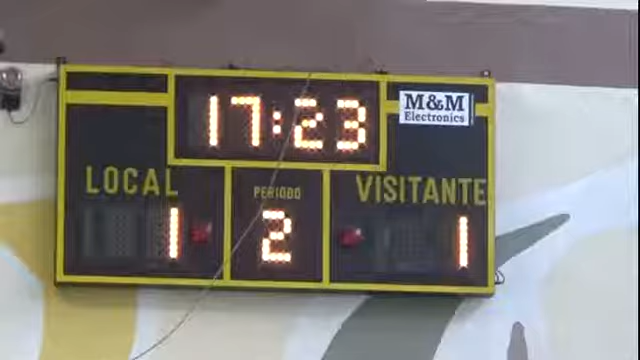 17:23
M&M
Electronics
LOCAL
PERIODO
VISITANTE
1
2
1